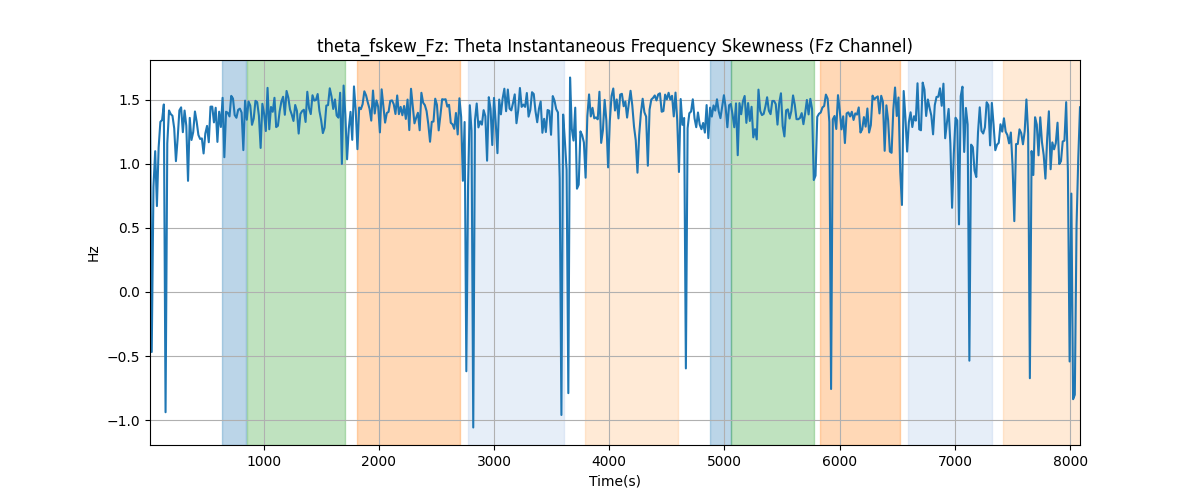 theta_fskew_Fz: Theta Instantaneous Frequency Skewness (Fz Channel)
1.5
1.0
0.5
0.0
−0.5
−1.0
Hz
1000 2000 3000 4000 5000 6000 7000 8000
Time(s)